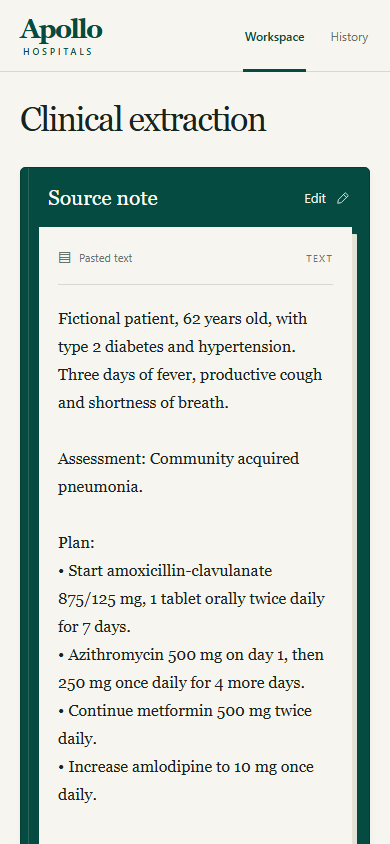 Apollo
HOSPITALS
Workspace
History
Clinical extraction
Source note
Edit
Pasted text
TEXT
Fictional patient, 62 years old, with
type 2 diabetes and hypertension.
Three days of fever, productive cough
and shortness of breath.
Assessment: Community acquired
pneumonia.
Plan:
• Start amoxicillin-clavulanate
875/125 mg, 1 tablet orally twice daily
for 7 days.
• Azithromycin 500 mg on day 1, then
250 mg once daily for 4 more days.
• Continue metformin 500 mg twice
daily.
• Increase amlodipine to 10 mg once
daily.